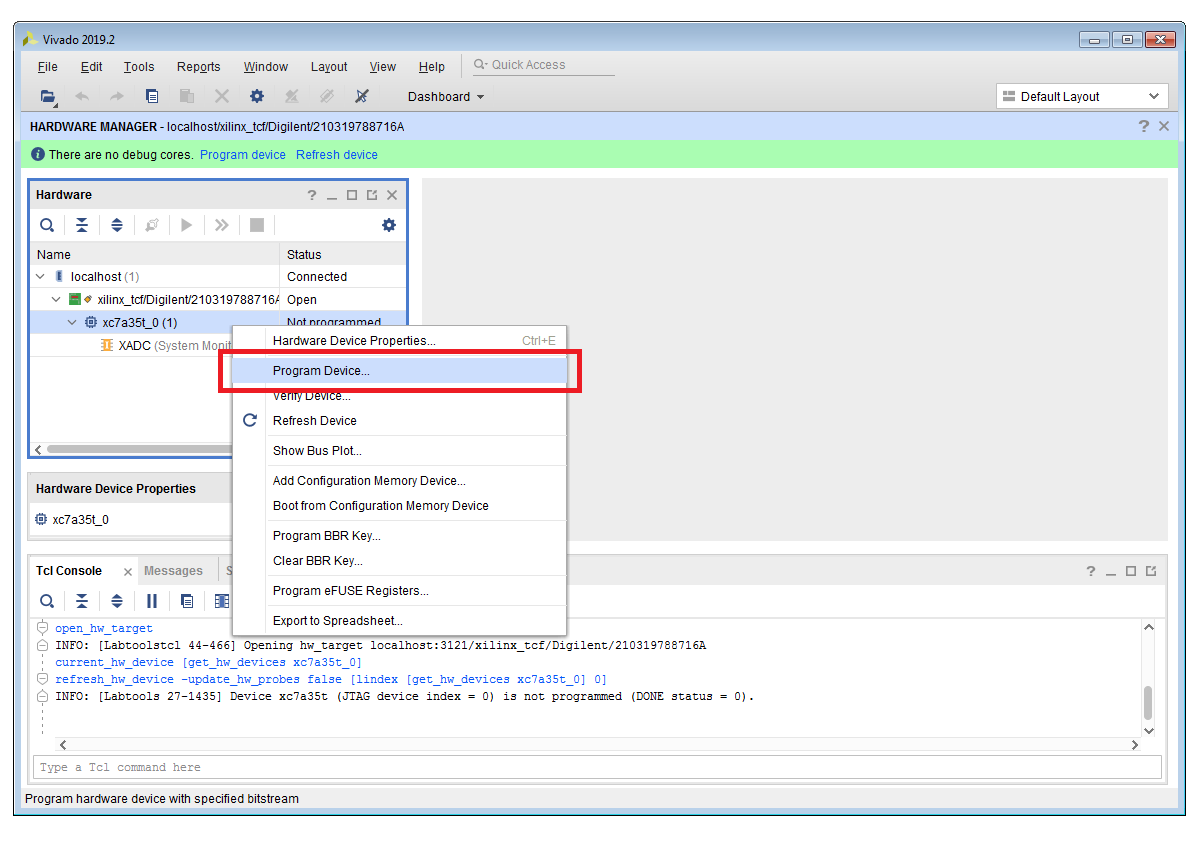 Vivado 2019.2
File Edit Tools Reports Window Layout View Help Quick Access
Dashboard Default Layout
HARDWARE MANAGER - localhost/xilinx_tcf/Digilent/210319788716A
There are no debug cores. Program device Refresh device
Hardware
Name Status
localhost (1) Connected
xilinx_tcf/Digilent/210319788716A Open
xc7a35t_0 (1) Not programmed
XADC (System Monit
Hardware Device Properties... Ctrl+E
Program Device...
Verify Device...
Refresh Device
Show Bus Plot...
Add Configuration Memory Device...
Boot from Configuration Memory Device
Program BBR Key...
Clear BBR Key...
Program eFUSE Registers...
Export to Spreadsheet...
Hardware Device Properties
xc7a35t_0
Tcl Console Messages S
open_hw_target
INFO: [Labtoolstcl 44-466] Opening hw_target localhost:3121/xilinx_tcf/Digilent/210319788716A
current_hw_device [get_hw_devices xc7a35t_0]
refresh_hw_device -update_hw_probes false [lindex [get_hw_devices xc7a35t_0] 0]
INFO: [Labtools 27-1435] Device xc7a35t (JTAG device index = 0) is not programmed (DONE status = 0).
Type a Tcl command here
Program hardware device with specified bitstream